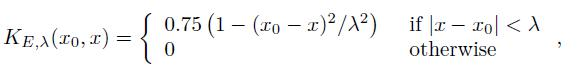 K_{E,λ}(x_0, x) = { 0.75 (1 − (x_0 − x)^2/λ^2) if |x − x_0| < λ
0 otherwise ,